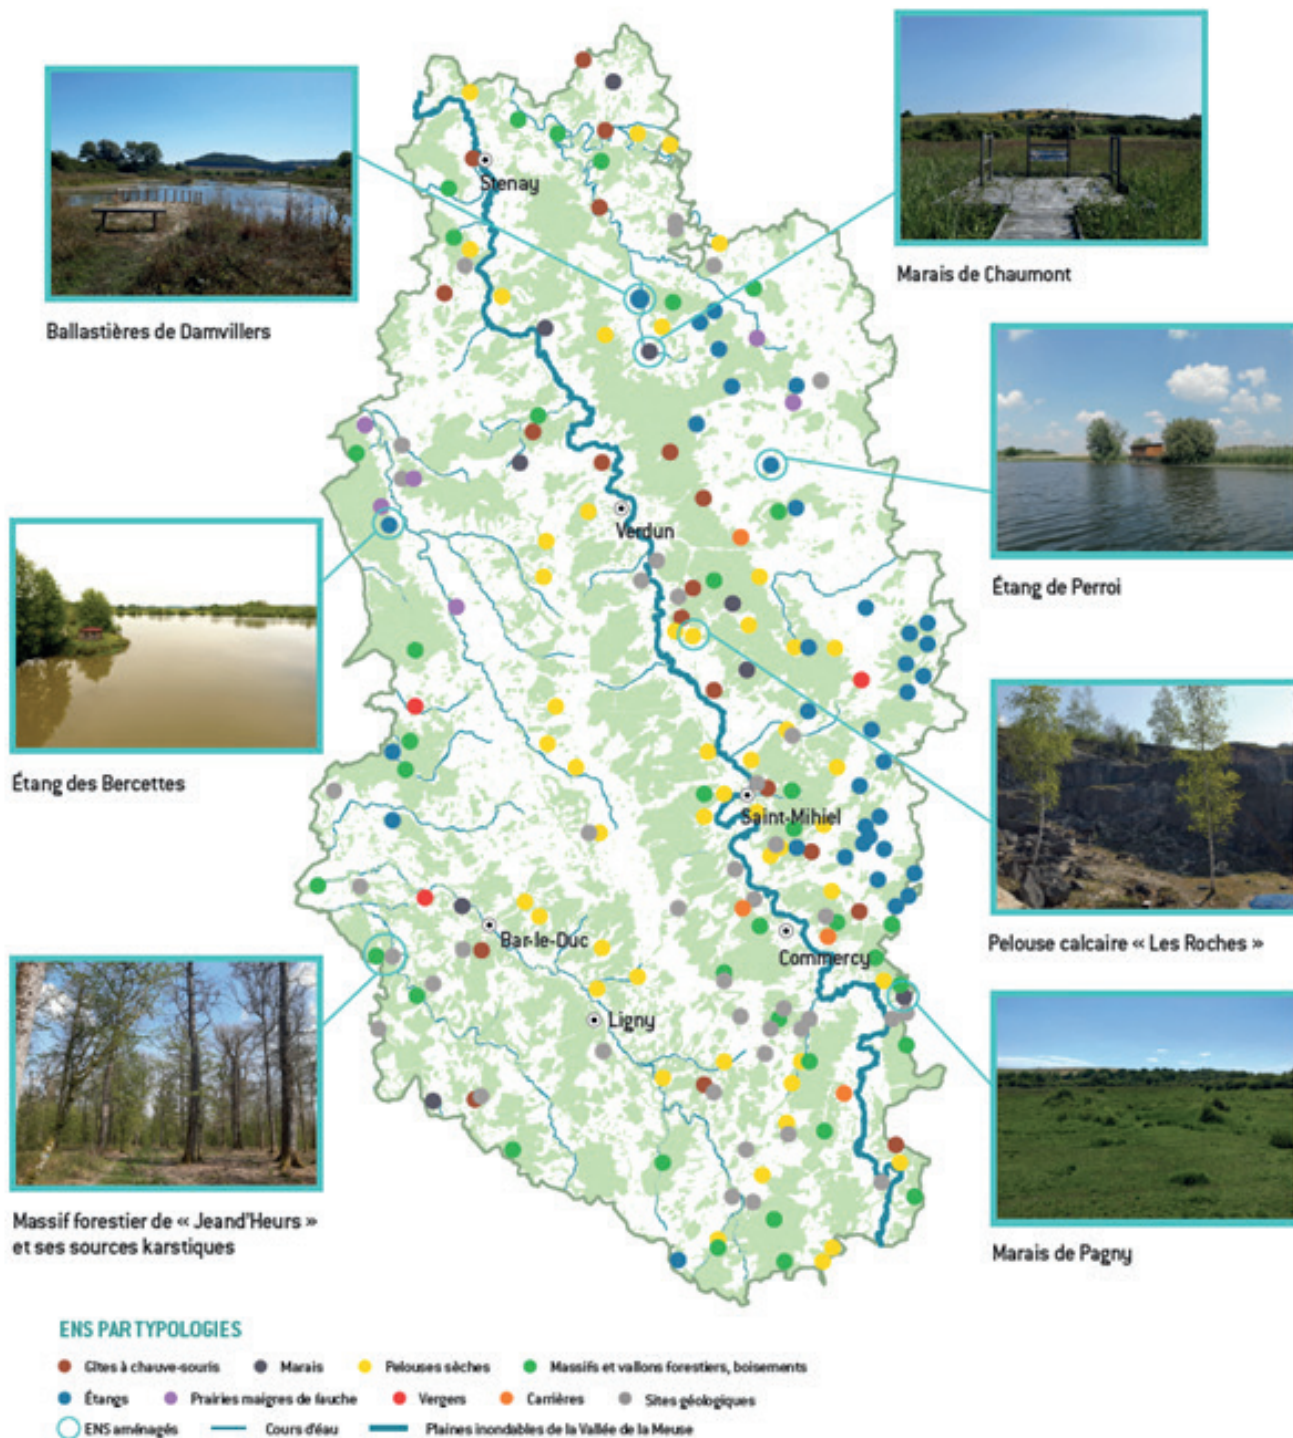 Ballastières de Damvillers
Marais de Chaumont
Stenay
Étang de Perroi
Verdun
Étang des Bercettes
Saint-Mihiel
Pelouse calcaire « Les Roches »
Bar-le-Duc
Commercy
Ligny
Massif forestier de « Jeand'Heurs »
et ses sources karstiques
Marais de Pagny
ENS PAR TYPOLOGIES
Gîtes à chauve-souris Marais Pelouses sèches Massifs et vallons forestiers, boisements
Étangs Prairies maigres de fauche Vergers Carrières Sites géologiques
ENS aménagés Cours d'éau Plaines inondables de la Vallée de la Meuse